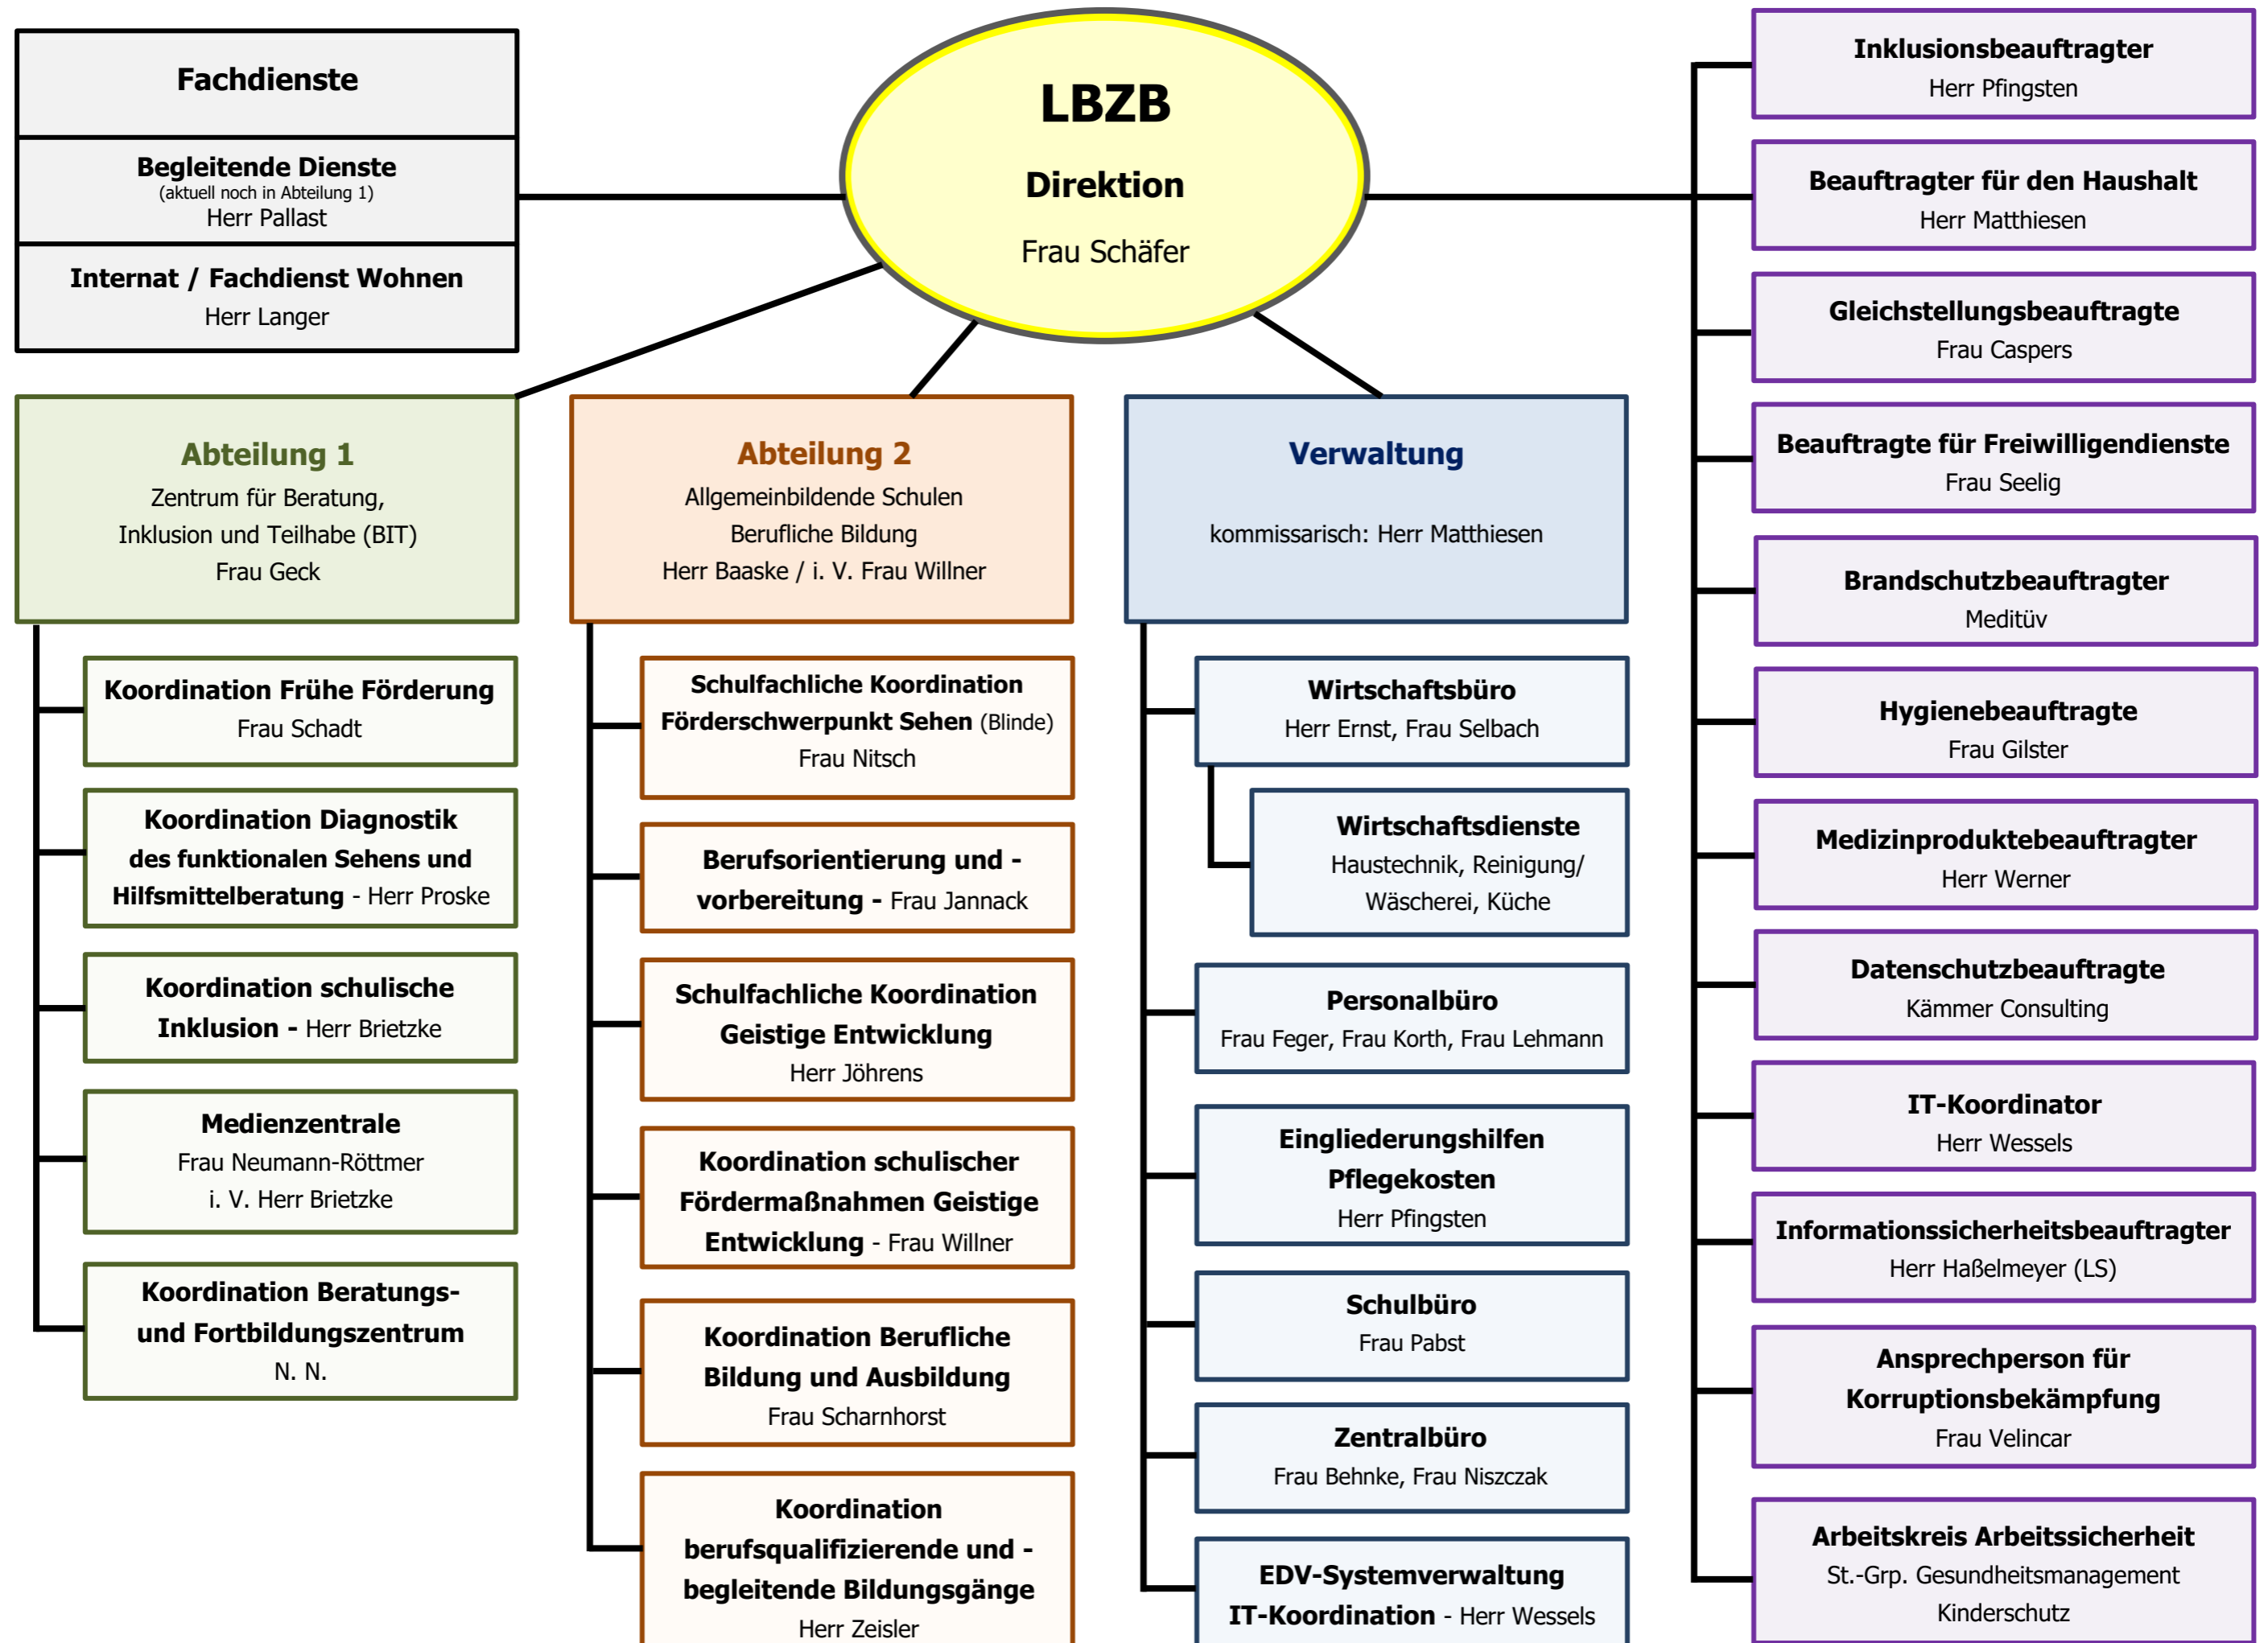 Fachdienste
Begleitende Dienste
(aktuell noch in Abteilung 1)
Herr Pallast
Internat / Fachdienst Wohnen
Herr Langer
LBZB
Direktion
Frau Schäfer
Abteilung 1
Zentrum für Beratung,
Inklusion und Teilhabe (BIT)
Frau Geck
Koordination Frühe Förderung
Frau Schadt
Koordination Diagnostik
des funktionalen Sehens und
Hilfsmittelberatung - Herr Proske
Koordination schulische
Inklusion - Herr Brietzke
Medienzentrale
Frau Neumann-Röttmer
i. V. Herr Brietzke
Koordination Beratungs-
und Fortbildungszentrum
N. N.
Abteilung 2
Allgemeinbildende Schulen
Berufliche Bildung
Herr Baaske / i. V. Frau Willner
Schulfachliche Koordination
Förderschwerpunkt Sehen (Blinde)
Frau Nitsch
Berufsorientierung und -
vorbereitung - Frau Jannack
Schulfachliche Koordination
Geistige Entwicklung
Herr Jöhrens
Koordination schulischer
Fördermaßnahmen Geistige
Entwicklung - Frau Willner
Koordination Berufliche
Bildung und Ausbildung
Frau Scharnhorst
Koordination
berufsqualifizierende und -
begleitende Bildungsgänge
Herr Zeisler
Verwaltung
kommissarisch: Herr Matthiesen
Wirtschaftsbüro
Herr Ernst, Frau Selbach
Wirtschaftsdienste
Haustechnik, Reinigung/
Wäscherei, Küche
Personalbüro
Frau Feger, Frau Korth, Frau Lehmann
Eingliederungshilfen
Pflegekosten
Herr Pfingsten
Schulbüro
Frau Pabst
Zentralbüro
Frau Behnke, Frau Niszczak
EDV-Systemverwaltung
IT-Koordination - Herr Wessels
Inklusionsbeauftragter
Herr Pfingsten
Beauftragter für den Haushalt
Herr Matthiesen
Gleichstellungsbeauftragte
Frau Caspers
Beauftragte für Freiwilligendienste
Frau Seelig
Brandschutzbeauftragter
Meditüv
Hygienebeauftragte
Frau Gilster
Medizinproduktebeauftragter
Herr Werner
Datenschutzbeauftragte
Kämmer Consulting
IT-Koordinator
Herr Wessels
Informationssicherheitsbeauftragter
Herr Haßelmeyer (LS)
Ansprechperson für
Korruptionsbekämpfung
Frau Velincar
Arbeitskreis Arbeitssicherheit
St.-Grp. Gesundheitsmanagement
Kinderschutz